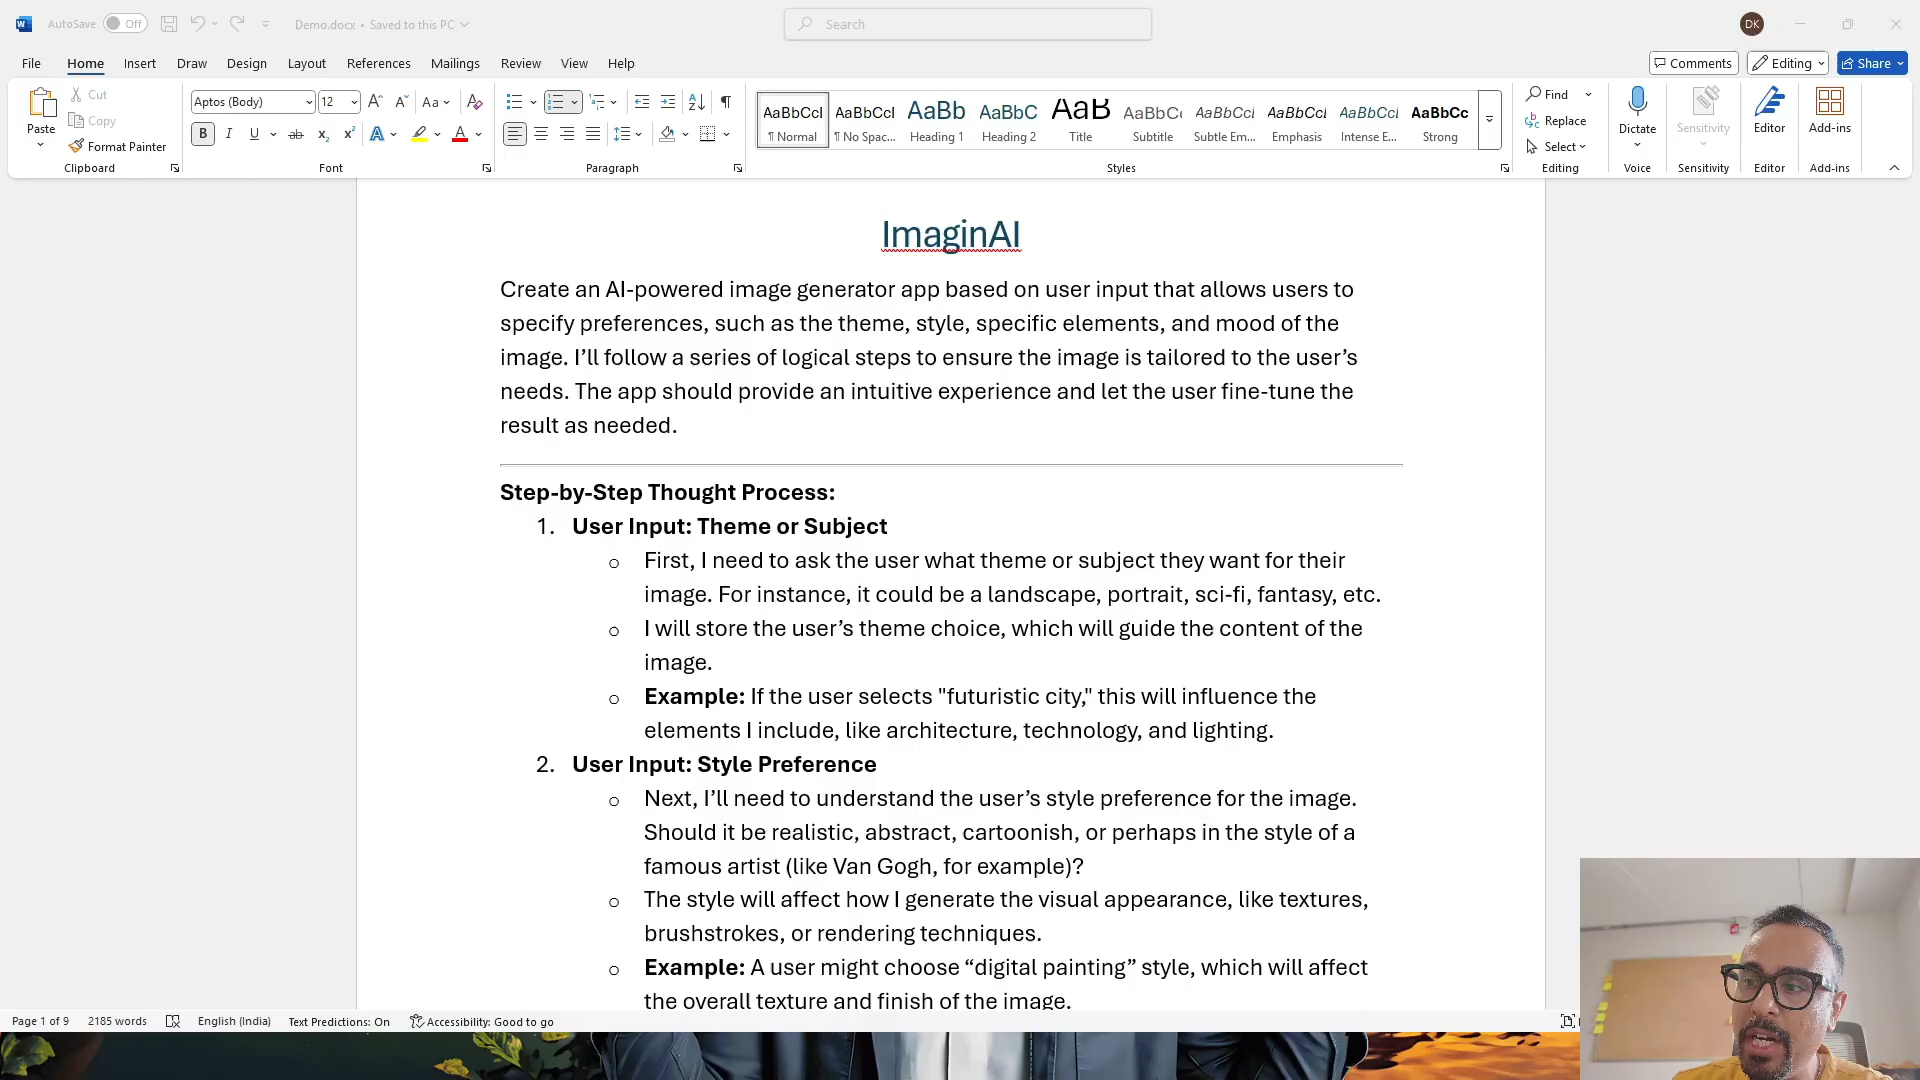 AutoSave Off Demo.docx • Saved to this PC Search DK
File Home Insert Draw Design Layout References Mailings Review View Help Comments Editing Share
Paste Cut Copy Format Painter Clipboard
Aptos (Body) 12 Aa B I U ab x₂ x² A A Font
Paragraph
AaBbCcI AaBbCcI AaBb AaBbC AaB AaBbCc AaBbCcI AaBbCcI AaBbCcI AaBbCc
¶ Normal ¶ No Spac... Heading 1 Heading 2 Title Subtitle Subtle Em... Emphasis Intense E... Strong
Styles
Find Replace Select Editing
Dictate Voice
Sensitivity Sensitivity
Editor Editor
Add-ins Add-ins
ImaginAI
Create an AI-powered image generator app based on user input that allows users to
specify preferences, such as the theme, style, specific elements, and mood of the
image. I’ll follow a series of logical steps to ensure the image is tailored to the user’s
needs. The app should provide an intuitive experience and let the user fine-tune the
result as needed.
Step-by-Step Thought Process:
1. User Input: Theme or Subject
o First, I need to ask the user what theme or subject they want for their
image. For instance, it could be a landscape, portrait, sci-fi, fantasy, etc.
o I will store the user’s theme choice, which will guide the content of the
image.
o Example: If the user selects "futuristic city," this will influence the
elements I include, like architecture, technology, and lighting.
2. User Input: Style Preference
o Next, I’ll need to understand the user’s style preference for the image.
Should it be realistic, abstract, cartoonish, or perhaps in the style of a
famous artist (like Van Gogh, for example)?
o The style will affect how I generate the visual appearance, like textures,
brushstrokes, or rendering techniques.
o Example: A user might choose “digital painting” style, which will affect
the overall texture and finish of the image.
Page 1 of 9 2185 words English (India) Text Predictions: On Accessibility: Good to go